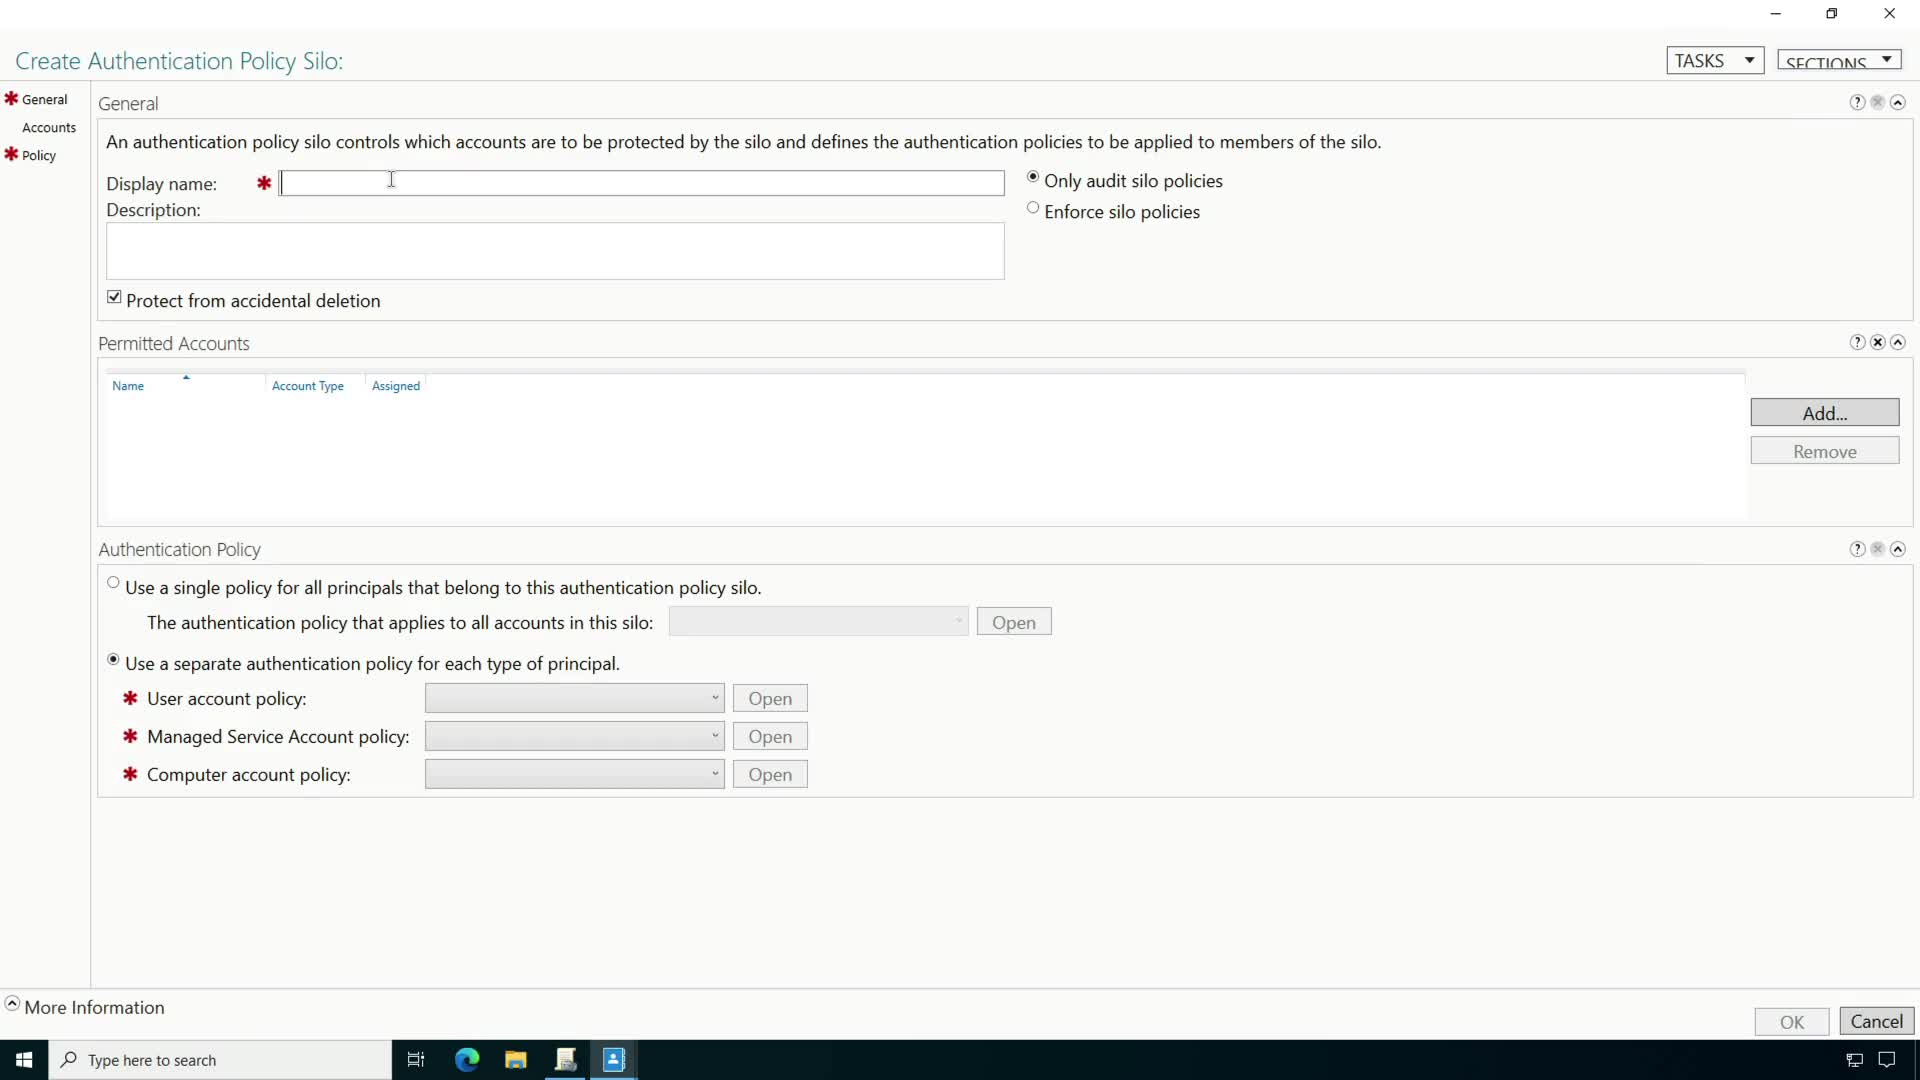 Create Authentication Policy Silo:
TASKS
SECTIONS
General
Accounts
Policy
General
An authentication policy silo controls which accounts are to be protected by the silo and defines the authentication policies to be applied to members of the silo.
Display name:
Only audit silo policies
Enforce silo policies
Description:
Protect from accidental deletion
Permitted Accounts
Name Account Type Assigned
Add...
Remove
Authentication Policy
Use a single policy for all principals that belong to this authentication policy silo.
The authentication policy that applies to all accounts in this silo: Open
Use a separate authentication policy for each type of principal.
User account policy: Open
Managed Service Account policy: Open
Computer account policy: Open
More Information
OK Cancel
Type here to search